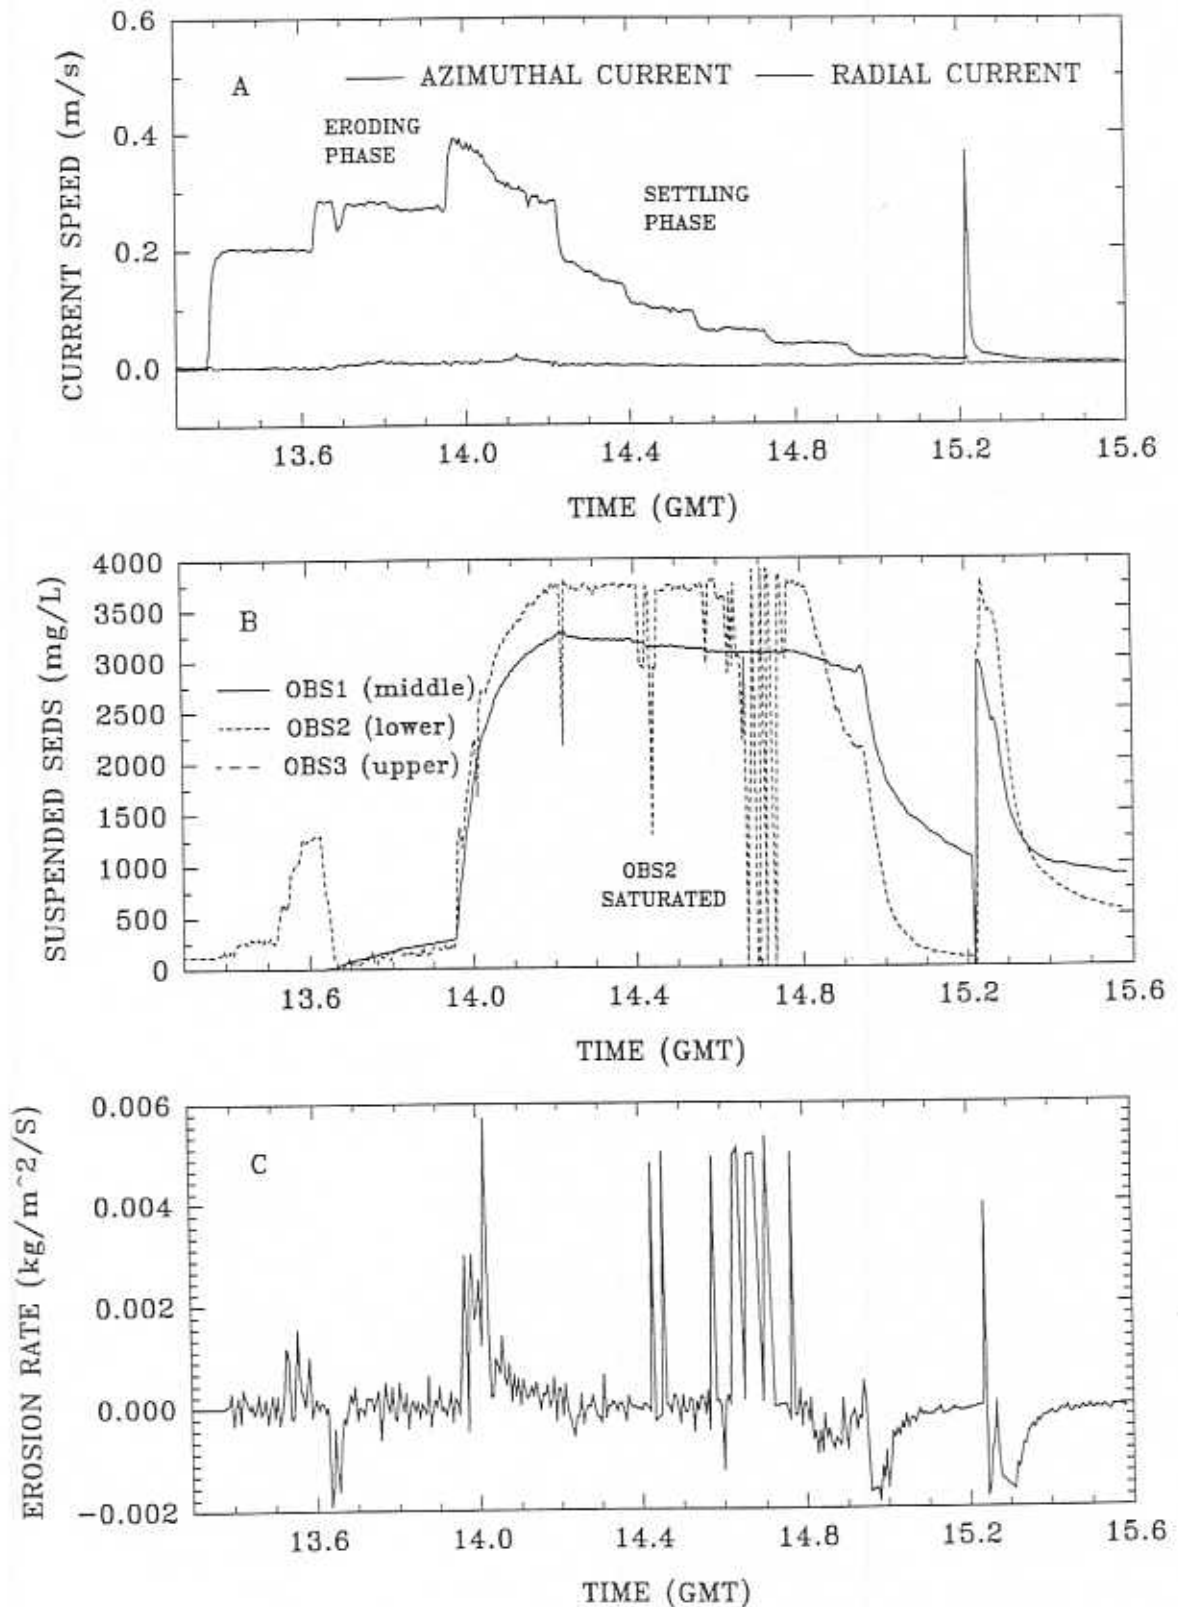 0.6
A
AZIMUTHAL CURRENT
RADIAL CURRENT
ERODING
PHASE
0.4
SETTLING
PHASE
0.2
0.0
CURRENT SPEED (m/s)
13.6 14.0 14.4 14.8 15.2 15.6
TIME (GMT)
4000
3500
3000
2500
2000
1500
1000
500
0
SUSPENDED SEDS (mg/L)
B
OBS1 (middle)
OBS2 (lower)
OBS3 (upper)
OBS2
SATURATED
13.6 14.0 14.4 14.8 15.2 15.6
TIME (GMT)
0.006
0.004
0.002
0.000
-0.002
EROSION RATE (kg/m^2/S)
C
13.6 14.0 14.4 14.8 15.2 15.6
TIME (GMT)